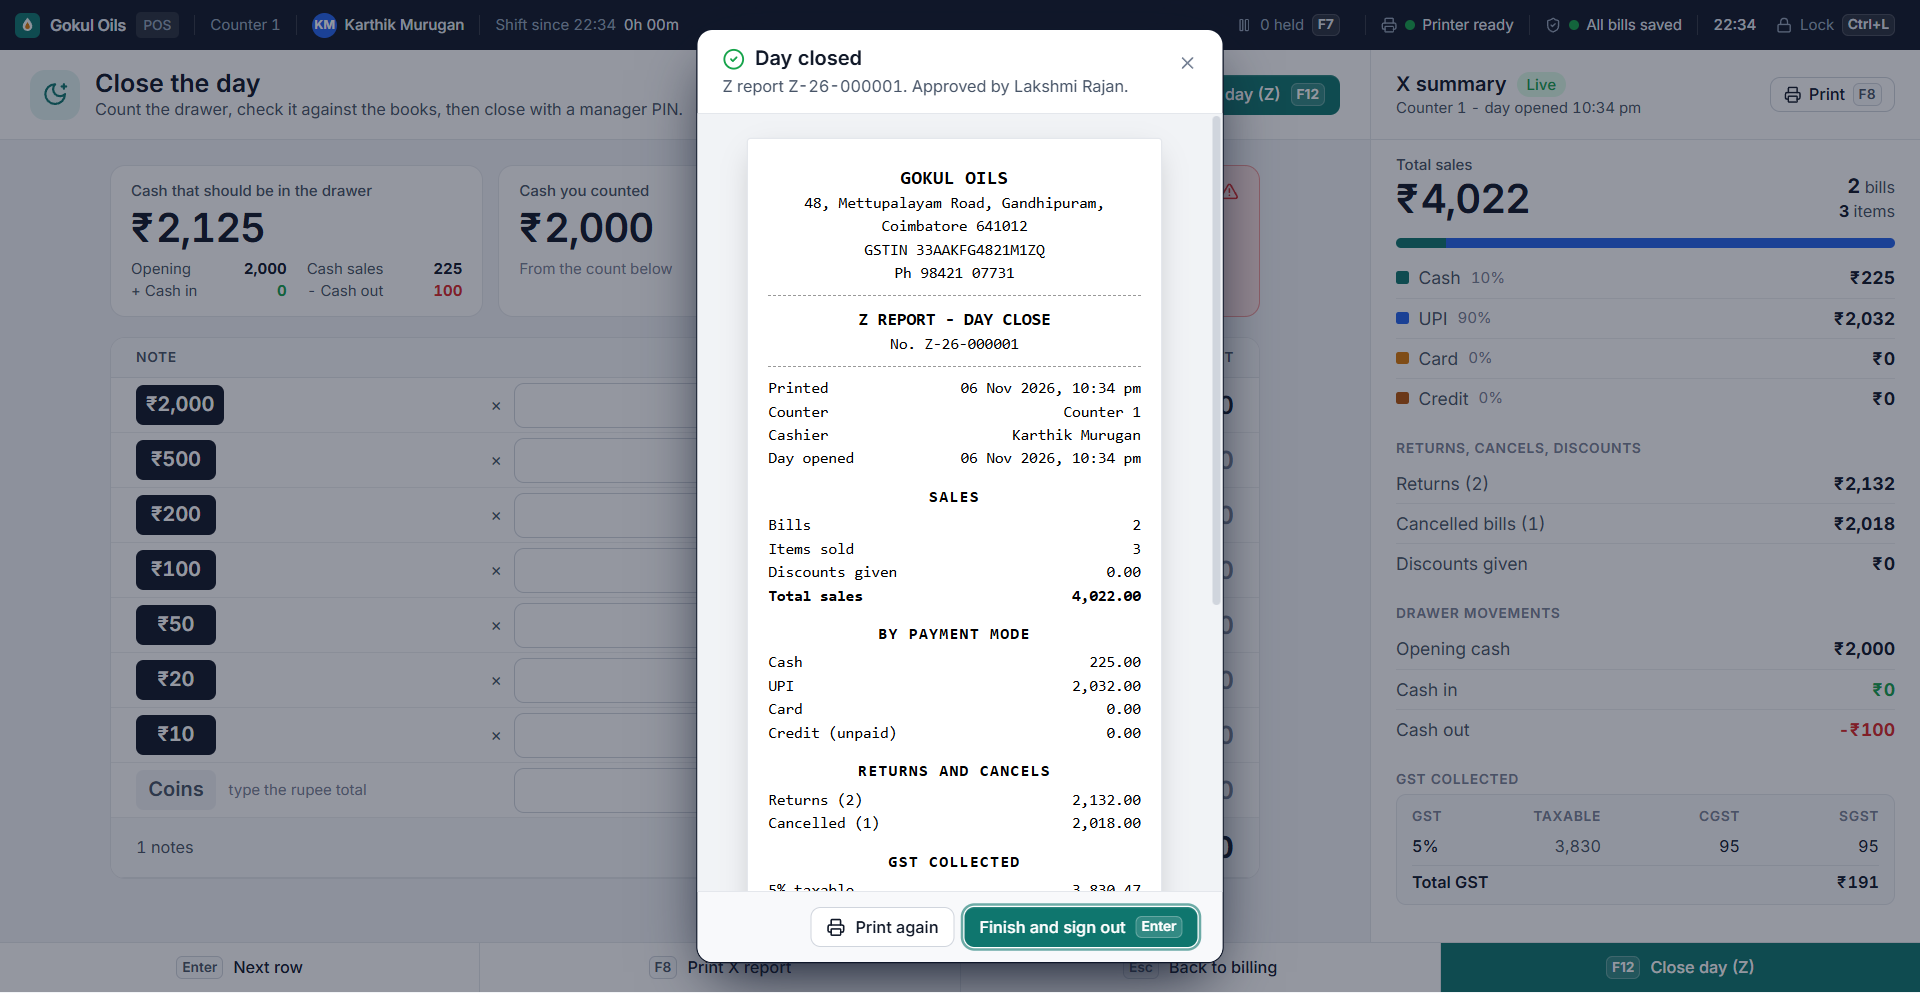 Gokul Oils POS Counter 1 KM Karthik Murugan Shift since 22:34 0h 00m 0 held F7 Printer ready All bills saved 22:34 Lock Ctrl+L
Close the day
Count the drawer, check it against the books, then close with a manager PIN.
day (Z) F12
Cash that should be in the drawer
₹2,125
Opening 2,000 Cash sales 225
+ Cash in 0 - Cash out 100
Cash you counted
₹2,000
From the count below
NOTE
₹2,000 ×
₹500 ×
₹200 ×
₹100 ×
₹50 ×
₹20 ×
₹10 ×
Coins type the rupee total
1 notes
Day closed
Z report Z-26-000001. Approved by Lakshmi Rajan.
GOKUL OILS
48, Mettupalayam Road, Gandhipuram,
Coimbatore 641012
GSTIN 33AAKFG4821M1ZQ
Ph 98421 07731
Z REPORT - DAY CLOSE
No. Z-26-000001
Printed 06 Nov 2026, 10:34 pm
Counter Counter 1
Cashier Karthik Murugan
Day opened 06 Nov 2026, 10:34 pm
SALES
Bills 2
Items sold 3
Discounts given 0.00
Total sales 4,022.00
BY PAYMENT MODE
Cash 225.00
UPI 2,032.00
Card 0.00
Credit (unpaid) 0.00
RETURNS AND CANCELS
Returns (2) 2,132.00
Cancelled (1) 2,018.00
GST COLLECTED
5% taxable 3,830.47
Print again
Finish and sign out Enter
X summary Live
Counter 1 - day opened 10:34 pm
Print F8
Total sales
₹4,022
2 bills
3 items
Cash 10% ₹225
UPI 90% ₹2,032
Card 0% ₹0
Credit 0% ₹0
RETURNS, CANCELS, DISCOUNTS
Returns (2) ₹2,132
Cancelled bills (1) ₹2,018
Discounts given ₹0
DRAWER MOVEMENTS
Opening cash ₹2,000
Cash in ₹0
Cash out -₹100
GST COLLECTED
GST TAXABLE CGST SGST
5% 3,830 95 95
Total GST ₹191
Enter Next row
F8 Print X report
Esc Back to billing
F12 Close day (Z)